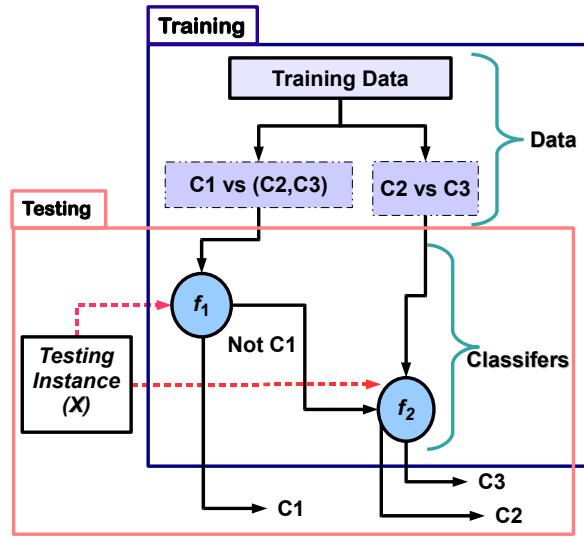 Training
Training Data
Data
C1 vs (C2,C3)
C2 vs C3
Testing
f1
Not C1
Classifers
Testing
Instance
(X)
f2
C3
C1
C2